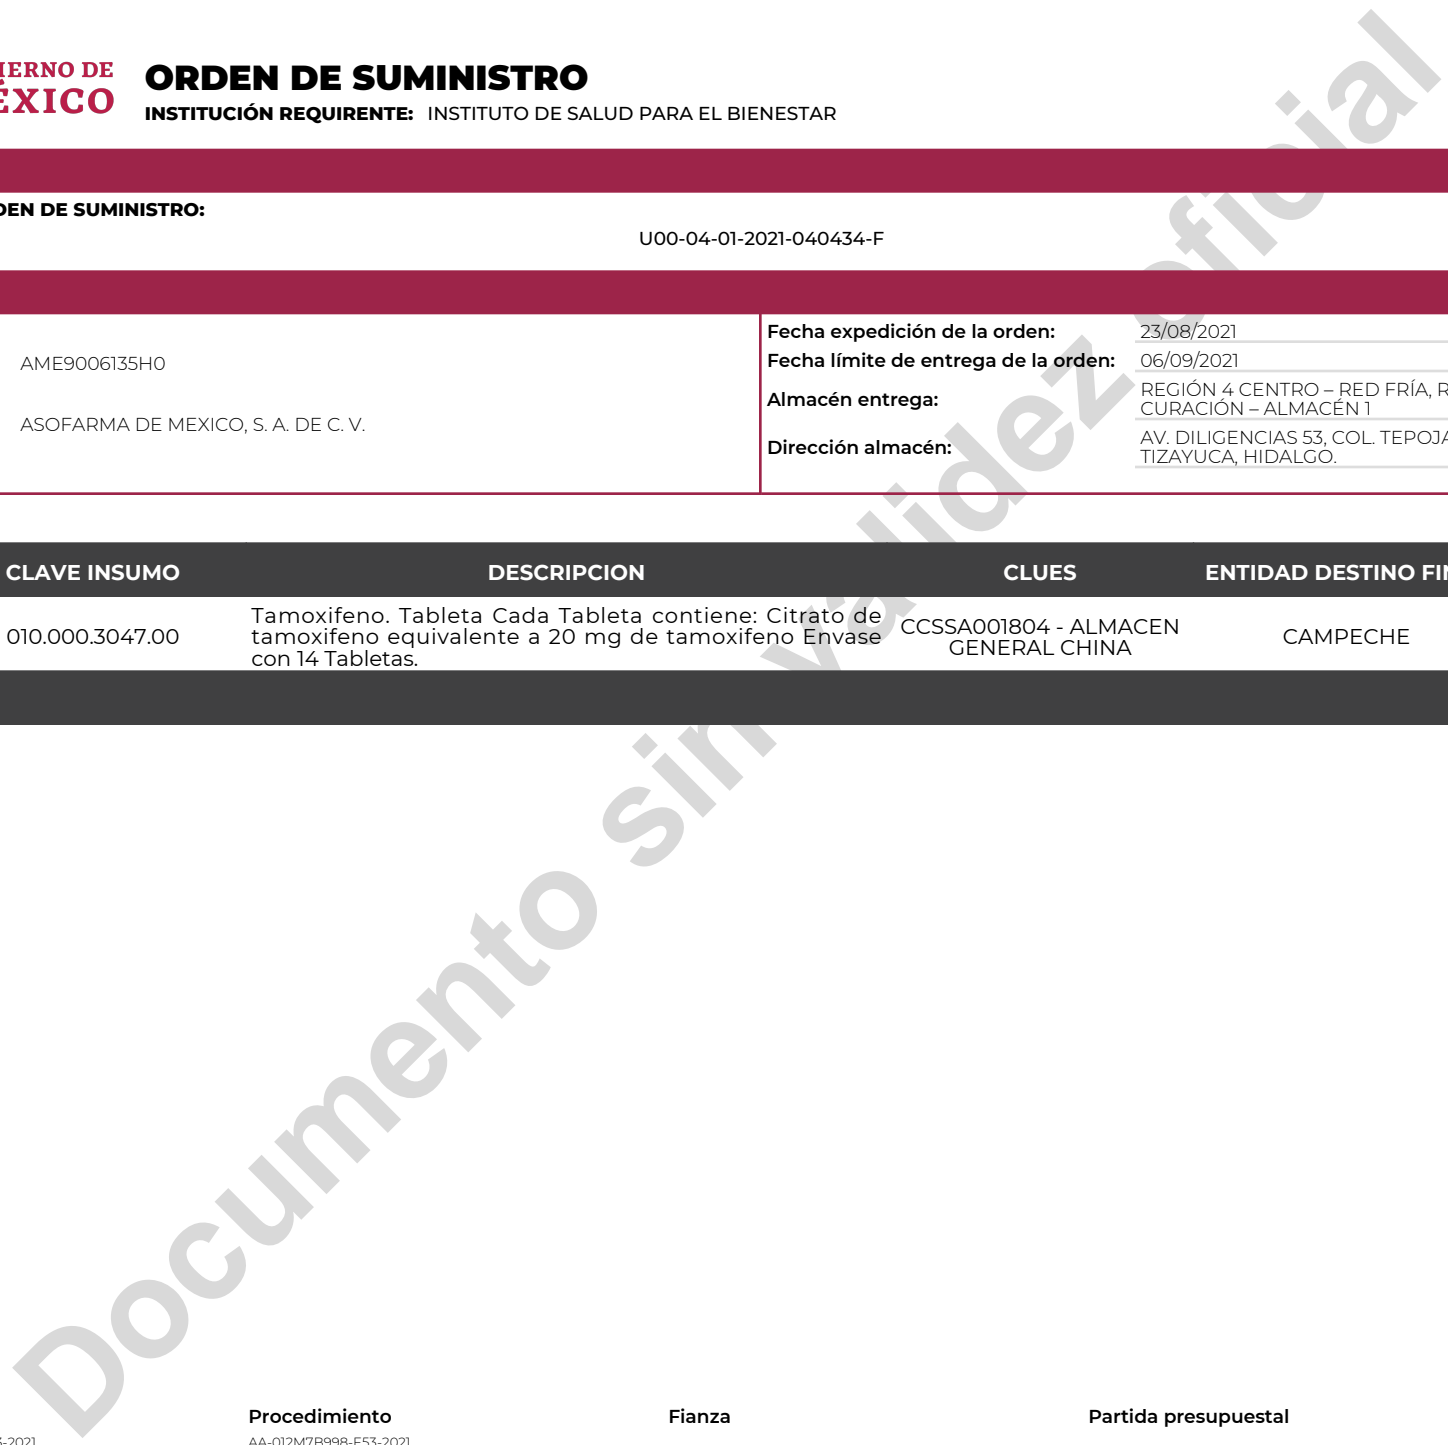 ORDEN DE SUMINISTRO
INSTITUCIÓN REQUIRENTE: INSTITUTO DE SALUD PARA EL BIENESTAR
DE
XICO
DE SUMINISTRO:
U00-04-01-2021-040434-F
AME9006135H0
ASOFARMA DE MEXICO, S. A. DE C. V.
Fecha expedición de la orden: 23/08/2021
Fecha límite de entrega de la orden: 06/09/2021
Almacén entrega: REGIÓN 4 CENTRO – RED FRÍA,
CURACIÓN – ALMACÉN 1
Dirección almacén: AV. DILIGENCIAS 53, COL.
TIZAYUCA, HIDALGO.
CLAVE INSUMO DESCRIPCION CLUES ENTIDAD DESTINO
010.000.3047.00
Tamoxifeno. Tableta Cada Tableta contiene: Citrato de
tamoxifeno equivalente a 20 mg de tamoxifeno Envase
con 14 Tabletas.
CCSSA001804 - ALMACEN
GENERAL CHINA
CAMPECHE
Documento sin validez oficial
Procedimiento Fianza Partida presupuestal
AA-012M7B998-E53-2021